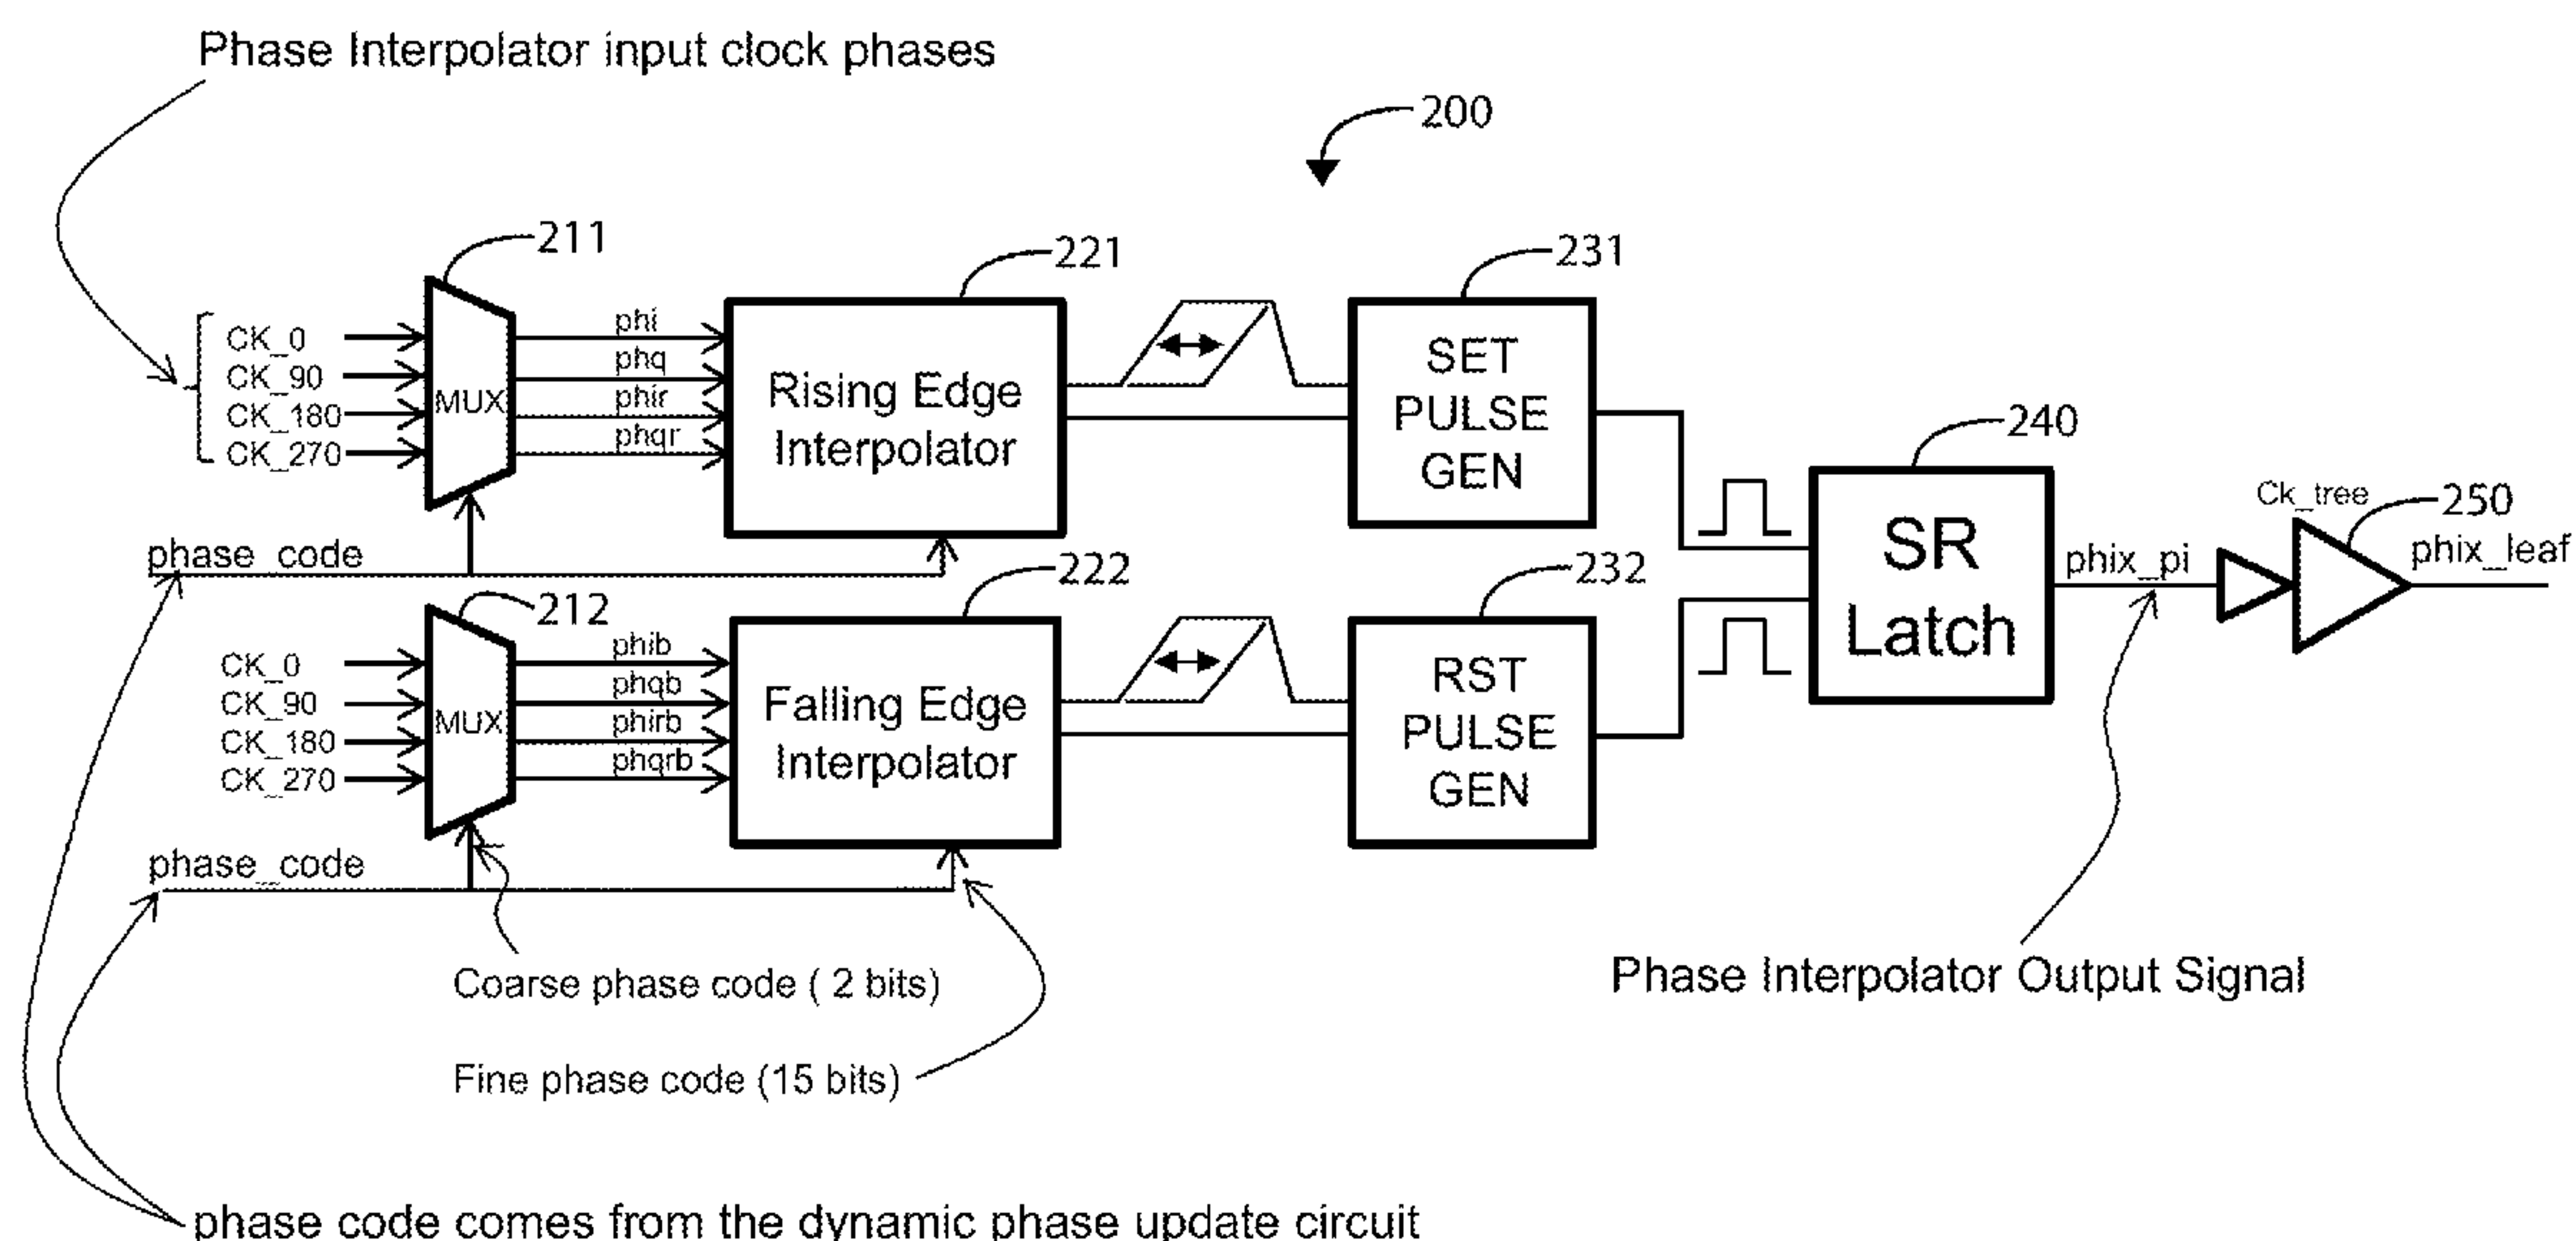 Phase Interpolator input clock phases
200
211
221
231
CK_0
CK_90
CK_180
CK_270
MUX
phi
phq
phir
phqr
Rising Edge
Interpolator
SET
PULSE
GEN
240
Ck_tree
250
phase_code
212
222
232
SR
Latch
phix_pi
phix_leaf
CK_0
CK_90
CK_180
CK_270
MUX
phib
phqb
phirb
phqrb
Falling Edge
Interpolator
RST
PULSE
GEN
phase_code
Coarse phase code ( 2 bits)
Phase Interpolator Output Signal
Fine phase code (15 bits)
phase code comes from the dynamic phase update circuit